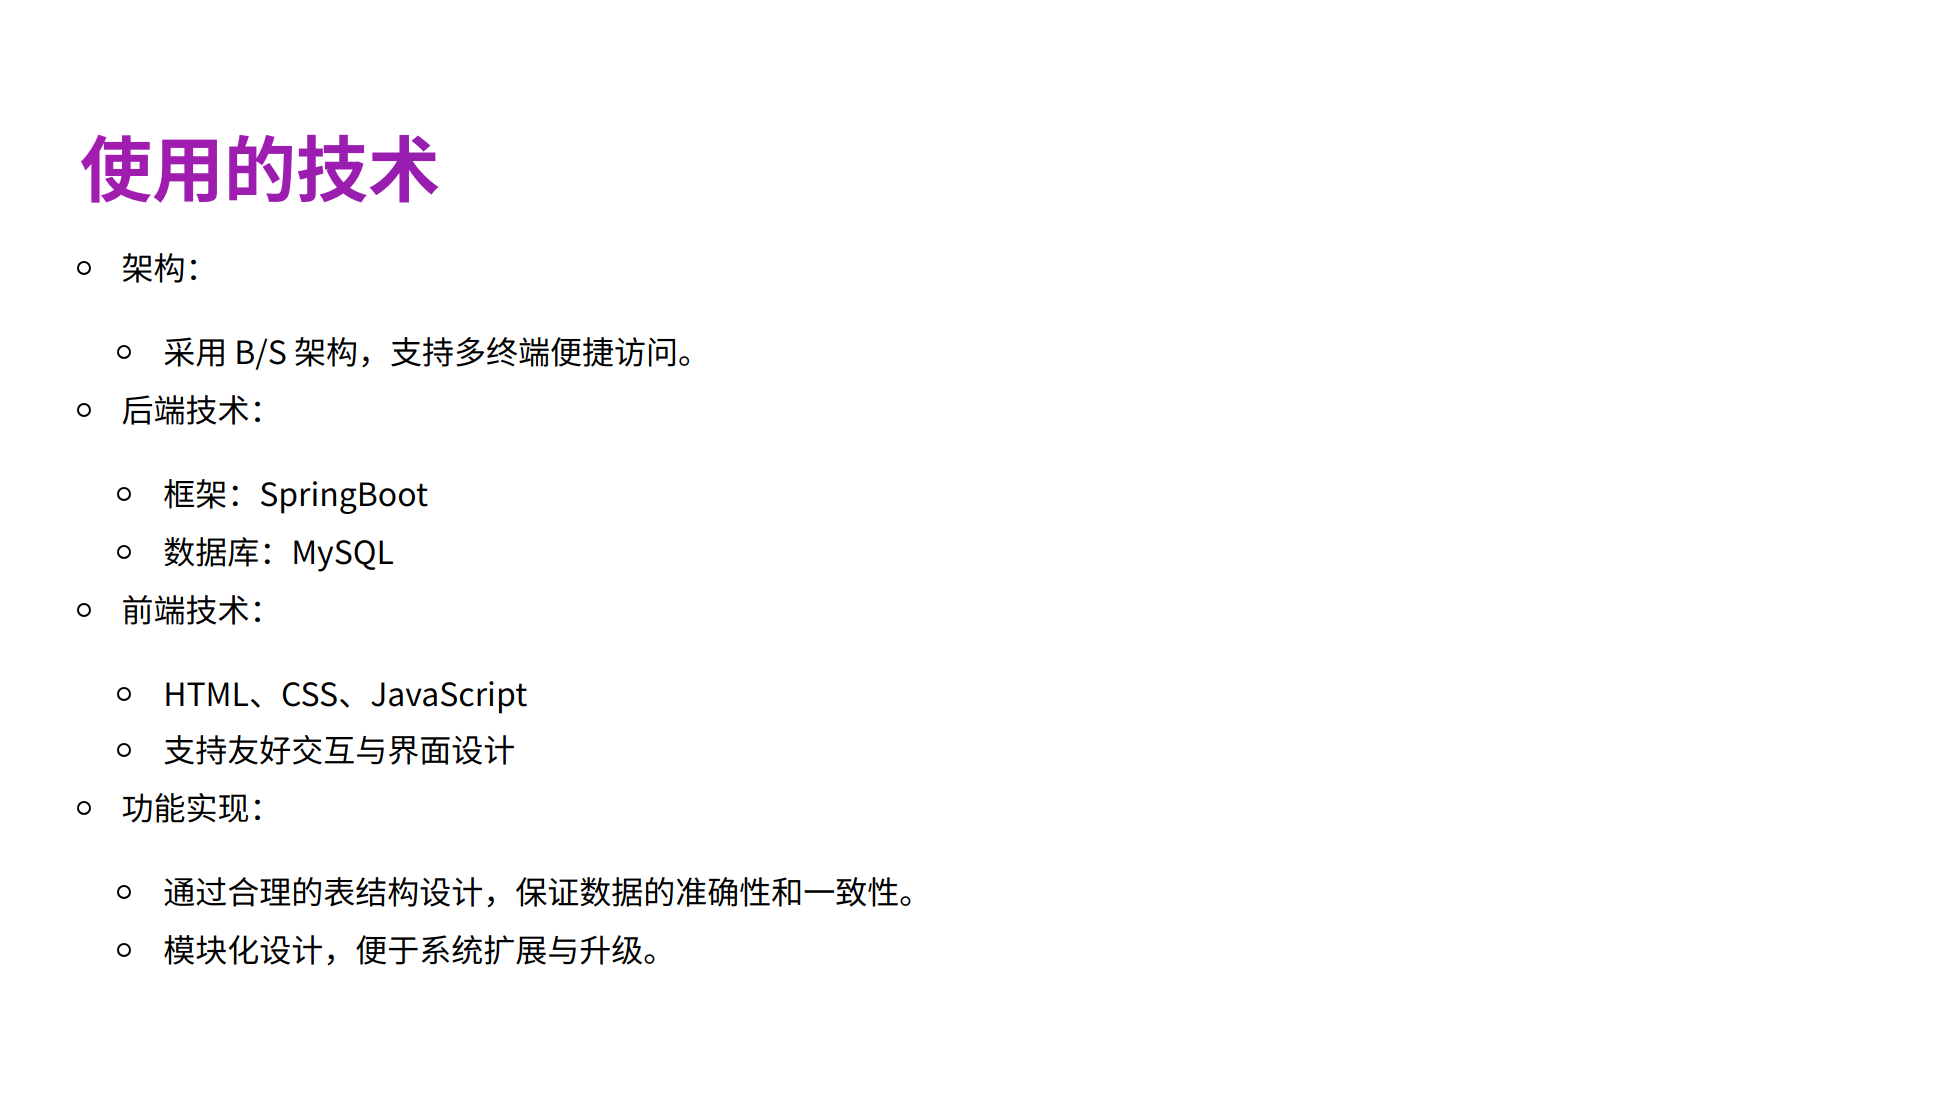 使用的技术
架构：
采用 B/S 架构，支持多终端便捷访问。
后端技术：
框架：SpringBoot
数据库：MySQL
前端技术：
HTML、CSS、JavaScript
支持友好交互与界面设计
功能实现：
通过合理的表结构设计，保证数据的准确性和一致性。
模块化设计，便于系统扩展与升级。